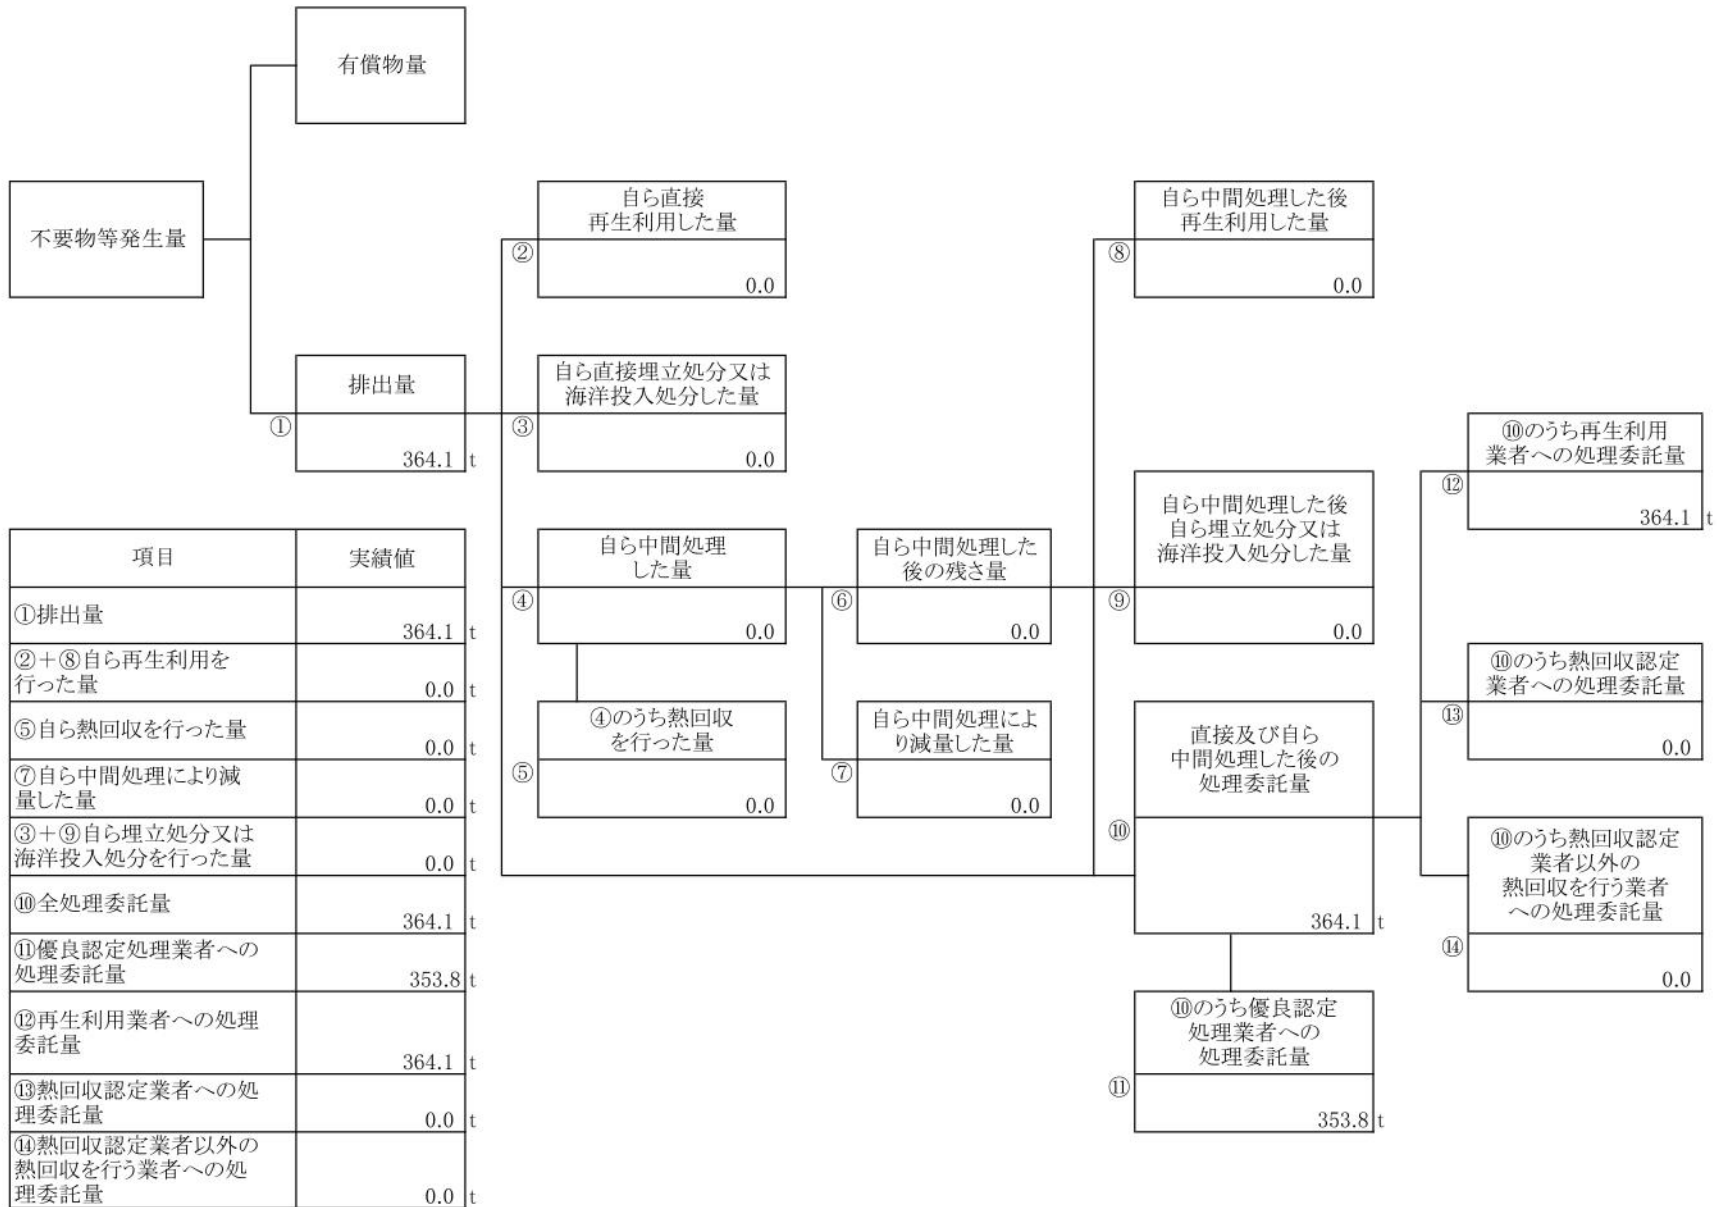 有償物量
不要物等発生量
自ら直接
再生利用した量
②
0.0
自ら中間処理した後
再生利用した量
⑧
0.0
排出量
①
364.1 t
自ら直接埋立処分又は
海洋投入処分した量
③
0.0
⑩のうち再生利用
業者への処理委託量
⑫
364.1 t
自ら中間処理
した量
④
0.0
自ら中間処理した
後の残さ量
⑥
0.0
自ら中間処理した後
自ら埋立処分又は
海洋投入処分した量
⑨
0.0
⑩のうち熱回収認定
業者への処理委託量
⑬
0.0
④のうち熱回収
を行った量
⑤
0.0
自ら中間処理によ
り減量した量
⑦
0.0
直接及び自ら
中間処理した後の
処理委託量
⑩
364.1 t
⑩のうち熱回収認定
業者以外の
熱回収を行う業者
への処理委託量
⑭
0.0
⑩のうち優良認定
処理業者への
処理委託量
⑪
353.8 t
項目 実績値
①排出量
364.1 t
②＋⑧自ら再生利用を
行った量 0.0 t
⑤自ら熱回収を行った量
0.0 t
⑦自ら中間処理により減
量した量 0.0 t
③＋⑨自ら埋立処分又は
海洋投入処分を行った量 0.0 t
⑩全処理委託量
364.1 t
⑪優良認定処理業者への
処理委託量 353.8 t
⑫再生利用業者への処理
委託量
364.1 t
⑬熱回収認定業者への処
理委託量 0.0 t
⑭熱回収認定業者以外の
熱回収を行う業者への処
理委託量 0.0 t